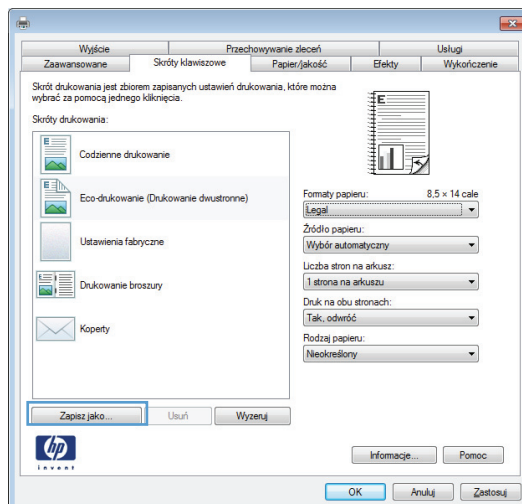 Wyjście Przechowywanie zleceń Usługi
Zaawansowane Skróty klawiszowe Papier/jakość Efekty Wykończenie
Skrót drukowania jest zbiorem zapisanych ustawień drukowania, które można
wybrać za pomocą jednego kliknięcia.
Skróty drukowania:
E
Codzienne drukowanie
E
Eco-drukowanie (Drukowanie dwustronne)
Ustawienia fabryczne
E
Drukowanie broszury
Koperty
E
Formaty papieru: 8,5 × 14 cale
Legal
Źródło papieru:
Wybór automatyczny
Liczba stron na arkusz:
1 strona na arkuszu
Druk na obu stronach:
Tak, odwróć
Rodzaj papieru:
Nieokreślony
Zapisz jako... Usuń Wyzeruj
hp
invent
Informacje... Pomoc
OK Anuluj Zastosuj